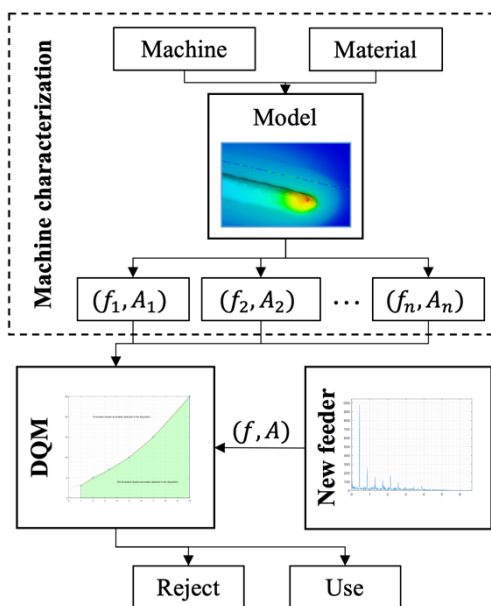 Machine
Material
Machine characterization
Model
(f₁, A₁)
(f₂, A₂)
...
(fₙ, Aₙ)
DQM
(f, A)
New feeder
Reject
Use